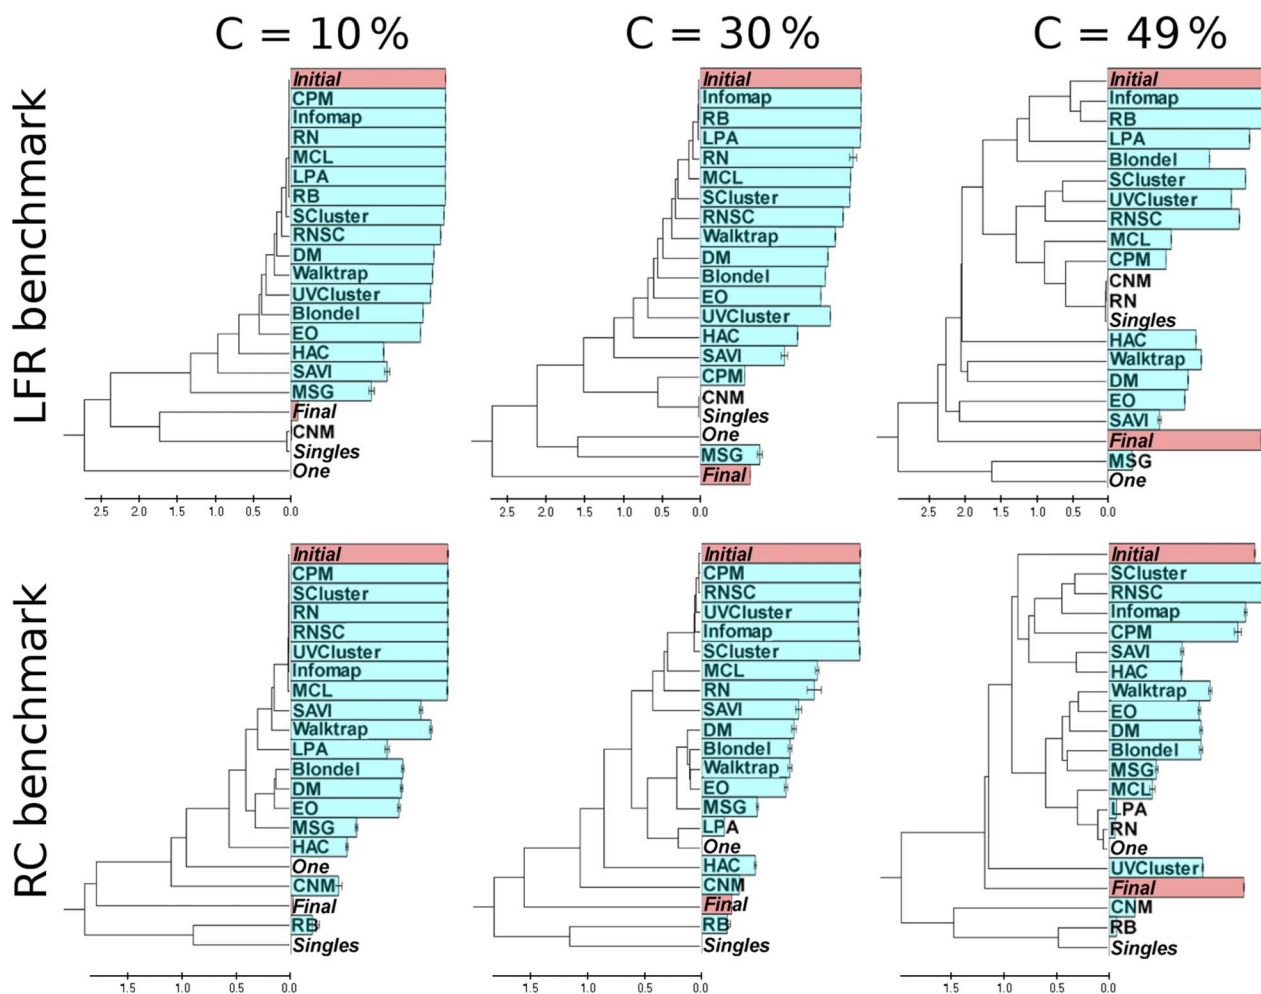 C = 10 %
C = 30 %
C = 49 %
LFR benchmark
Initial
CPM
Infomap
RN
MCL
LPA
RB
SCluster
RNSC
DM
Walktrap
UVCluster
Blondel
EO
HAC
SAVI
MSG
Final
CNM
Singles
One
2.5 2.0 1.5 1.0 0.5 0.0
Initial
Infomap
RB
LPA
RN
MCL
SCluster
RNSC
Walktrap
DM
Blondel
EO
UVCluster
HAC
SAVI
CPM
CNM
Singles
One
MSG
Final
2.5 2.0 1.5 1.0 0.5 0.0
Initial
Infomap
RB
LPA
Blondel
SCluster
UVCluster
RNSC
MCL
CPM
CNM
RN
Singles
HAC
Walktrap
DM
EO
SAVI
Final
MSG
One
2.5 2.0 1.5 1.0 0.5 0.0
RC benchmark
Initial
CPM
SCluster
RN
RNSC
UVCluster
Infomap
MCL
SAVI
Walktrap
LPA
Blondel
DM
EO
MSG
HAC
One
CNM
Final
RB
Singles
1.5 1.0 0.5 0.0
Initial
CPM
RNSC
UVCluster
Infomap
SCluster
MCL
RN
SAVI
DM
Blondel
Walktrap
EO
MSG
LPA
One
HAC
CNM
Final
RB
Singles
1.5 1.0 0.5 0.0
Initial
SCluster
RNSC
Infomap
CPM
SAVI
HAC
Walktrap
EO
DM
Blondel
MSG
MCL
LPA
RN
One
UVCluster
Final
CNM
RB
Singles
1.5 1.0 0.5 0.0